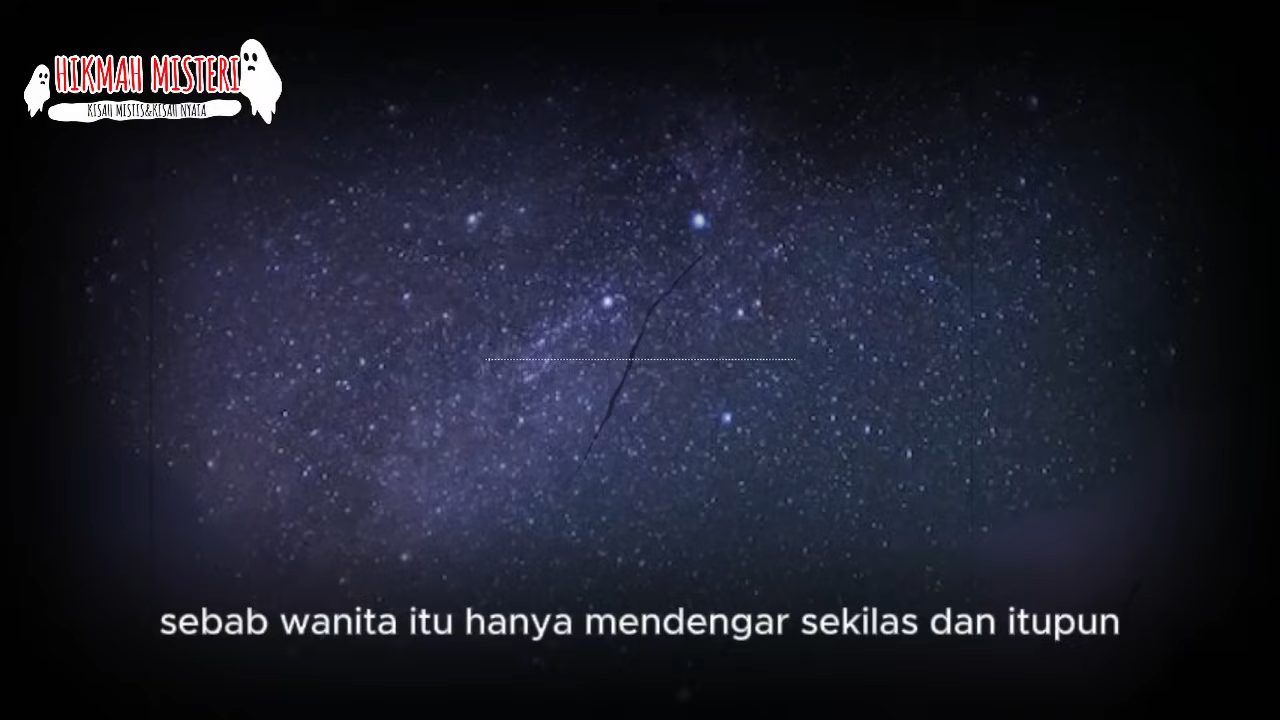 HIKMAH MISTERI
KISAH MISTIS&KISAH NYATA
sebab wanita itu hanya mendengar sekilas dan itupun